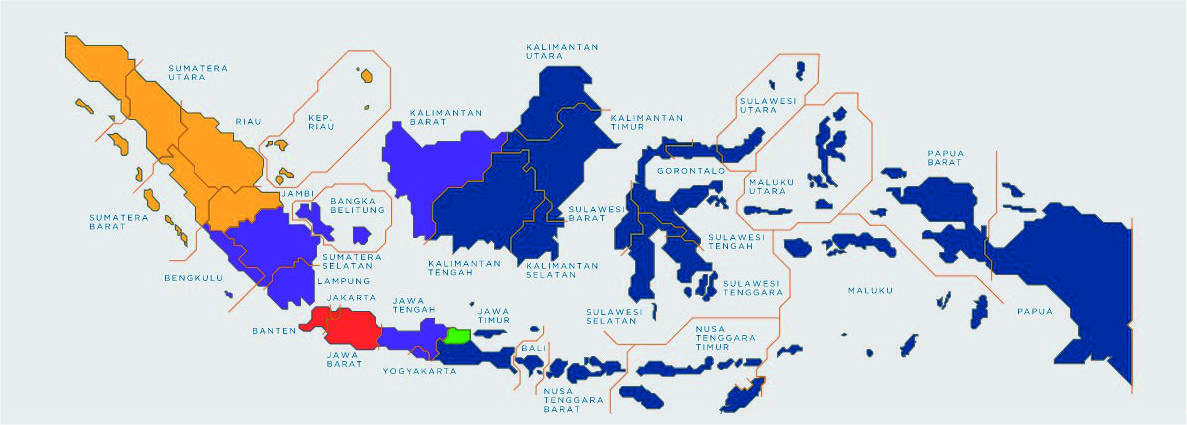 KALIMANTAN
UTARA
SUMATERA
UTARA
SULAWESI
UTARA
KALIMANTAN
BARAT
RIAU
KEP.
RIAU
KALIMANTAN
TIMUR
PAPUA
BARAT
GORONTALO
MALUKU
UTARA
JAMBI
BANGKA
BELITUNG
SUMATERA
BARAT
SULAWESI
BARAT
SULAWESI
TENGAH
SUMATERA
SELATAN
KALIMANTAN
TENGAH
KALIMANTAN
SELATAN
BENGKULU
LAMPUNG
SULAWESI
TENGGARA
MALUKU
JAKARTA
JAWA
TENGAH
JAWA
TIMUR
SULAWESI
SELATAN
PAPUA
BANTEN
NUSA
TENGGARA
TIMUR
BALI
JAWA
BARAT
YOGYAKARTA
NUSA
TENGGARA
BARAT